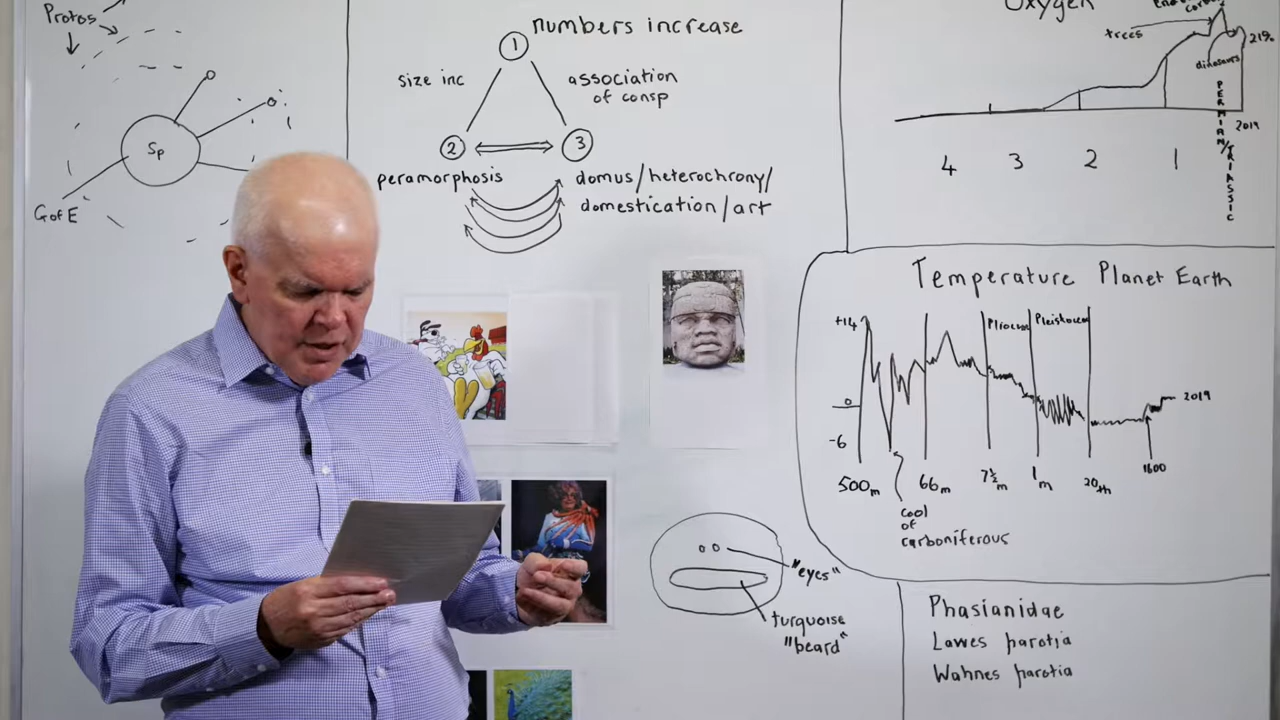 Protos
Sp
G of E
numbers increase
1
size inc
association
of consp
2
3
peramorphosis
domus/heterochrony/
domestication/art
Oxygen
trees
21%
dinosaurs
PERMIAN/
TRIASSIC
2019
4 3 2 1
Temperature Planet Earth
+14
Pliocene
Pleistocene
0
2019
-6
500m
66m
7½m
1m
20th
1600
cool
of
carboniferous
"eyes"
turquoise
"beard"
Phasianidae
Lawes parotia
Wahnes parotia